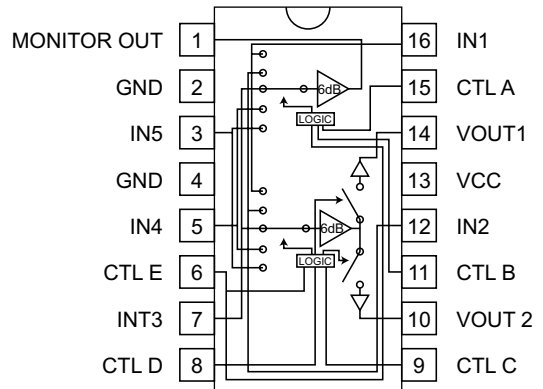 MONITOR OUT 1 16 IN1
GND 2 6dB 15 CTL A
LOGIC
IN5 3 14 VOUT1
GND 4 13 VCC
IN4 5 6dB 12 IN2
CTL E 6 LOGIC 11 CTL B
INT3 7 10 VOUT 2
CTL D 8 9 CTL C